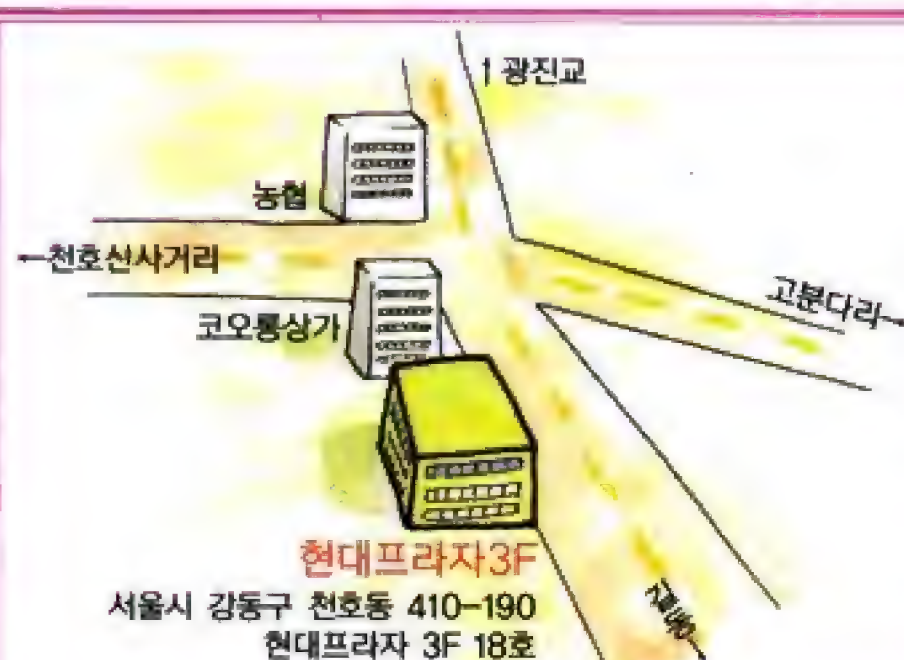 ↑광진교
농협
←천호신사거리
고분다리→
코오롱상가
현대프라자3F
서울시 강동구 천호동 410-190
현대프라자 3F 18호